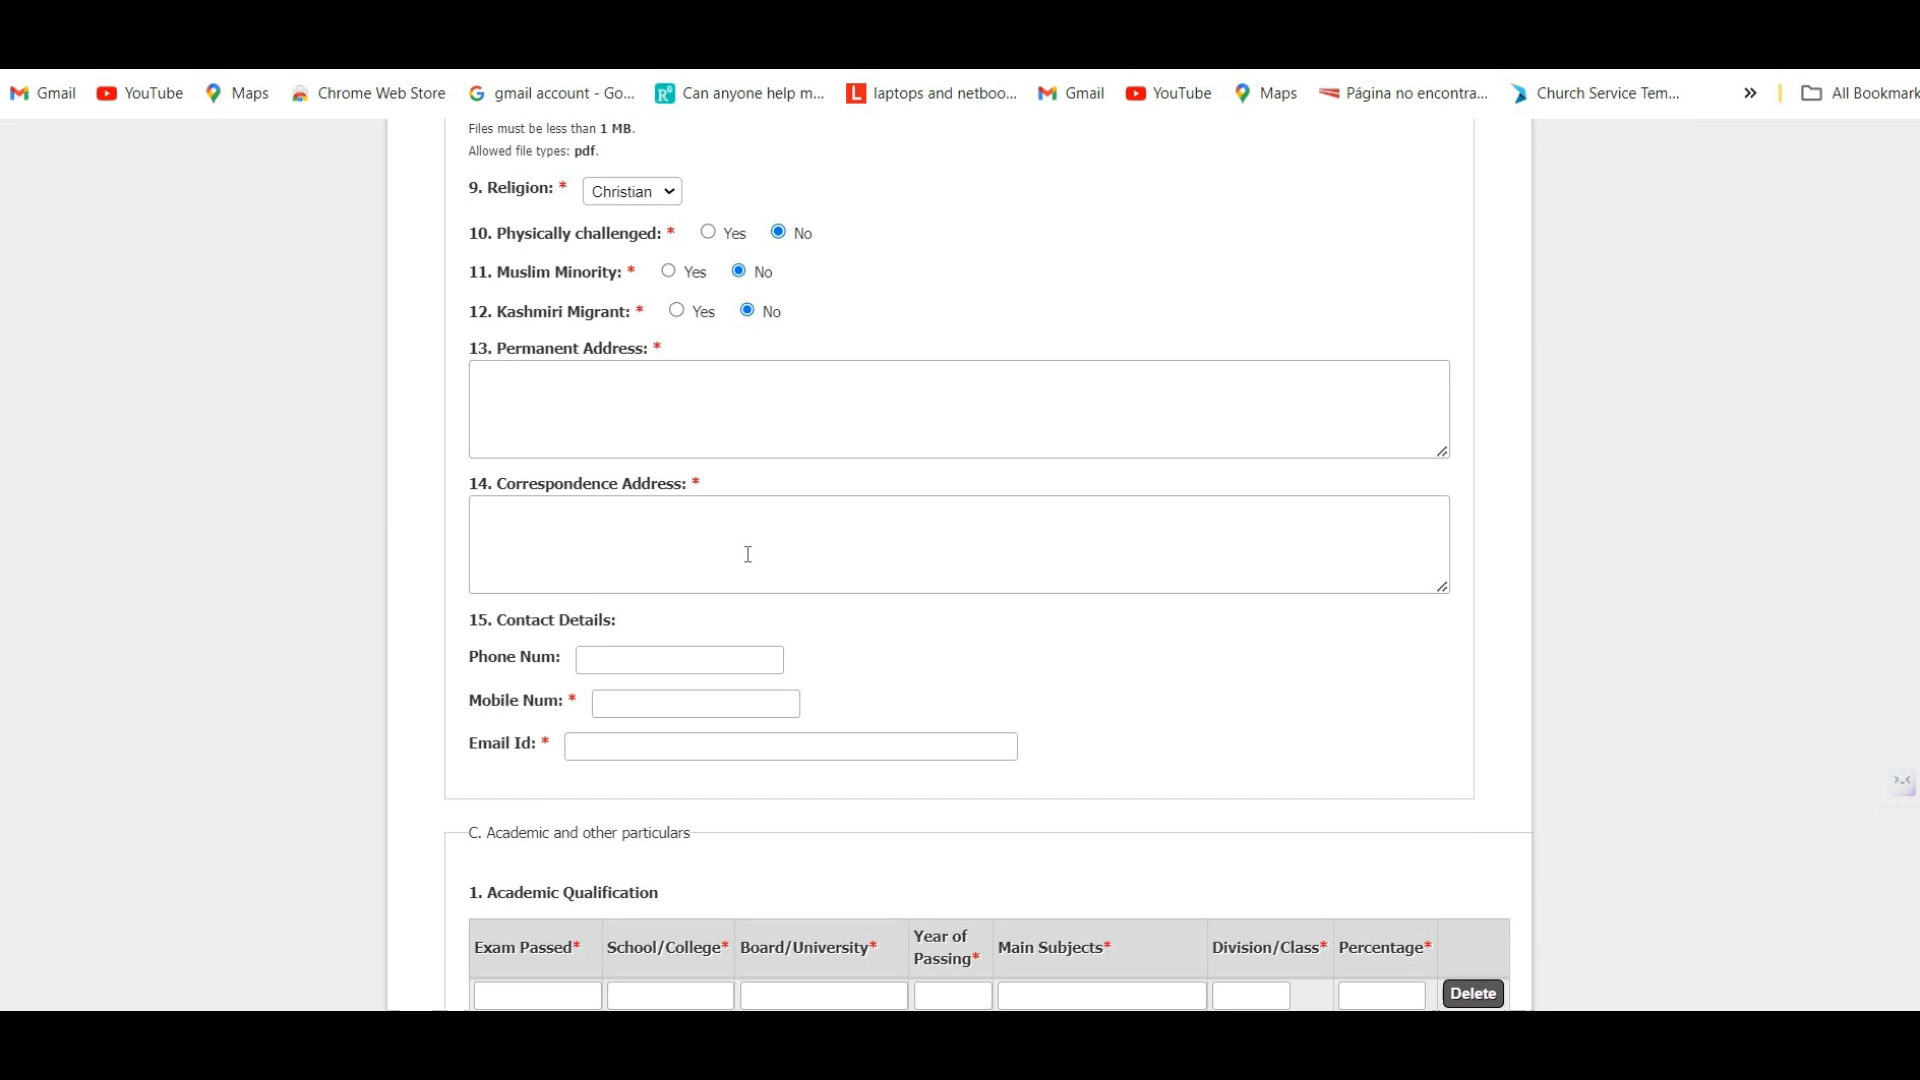 Gmail YouTube Maps Chrome Web Store gmail account - Go... Can anyone help m... laptops and netboo... Gmail YouTube Maps Página no encontra... Church Service Tem... » All Bookmark
Files must be less than 1 MB.
Allowed file types: pdf.
9. Religion: * Christian
10. Physically challenged: * Yes No
11. Muslim Minority: * Yes No
12. Kashmiri Migrant: * Yes No
13. Permanent Address: *
14. Correspondence Address: *
15. Contact Details:
Phone Num:
Mobile Num: *
Email Id: *
C. Academic and other particulars
1. Academic Qualification
Exam Passed* School/College* Board/University* Year of Passing* Main Subjects* Division/Class* Percentage*
Delete